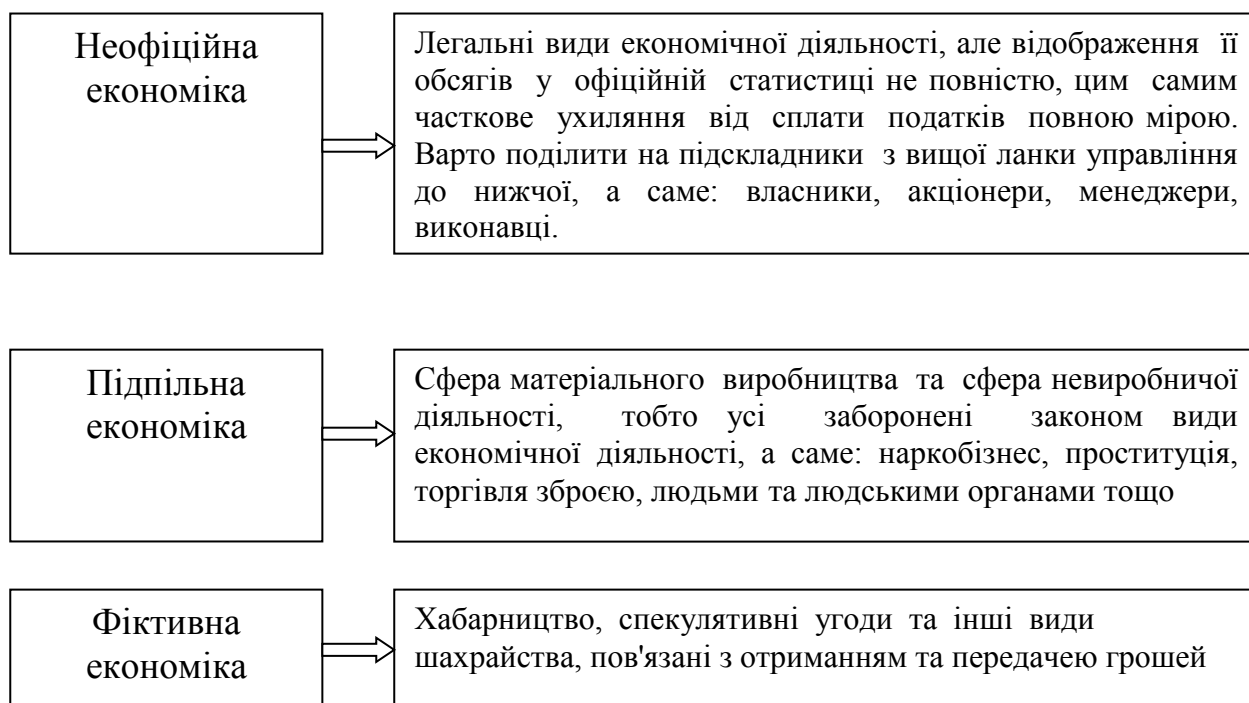 Неофіційна
економіка
Легальні види економічної діяльності, але відображення її
обсягів у офіційній статистиці не повністю, цим самим
часткове ухиляння від сплати податків повною мірою.
Варто поділити на підскладники з вищої ланки управління
до нижчої, а саме: власники, акціонери, менеджери,
виконавці.
Підпільна
економіка
Сфера матеріального виробництва та сфера невиробничої
діяльності, тобто усі заборонені законом види
економічної діяльності, а саме: наркобізнес, проституція,
торгівля зброєю, людьми та людськими органами тощо
Фіктивна
економіка
Хабарництво, спекулятивні угоди та інші види
шахрайства, пов'язані з отриманням та передачею грошей